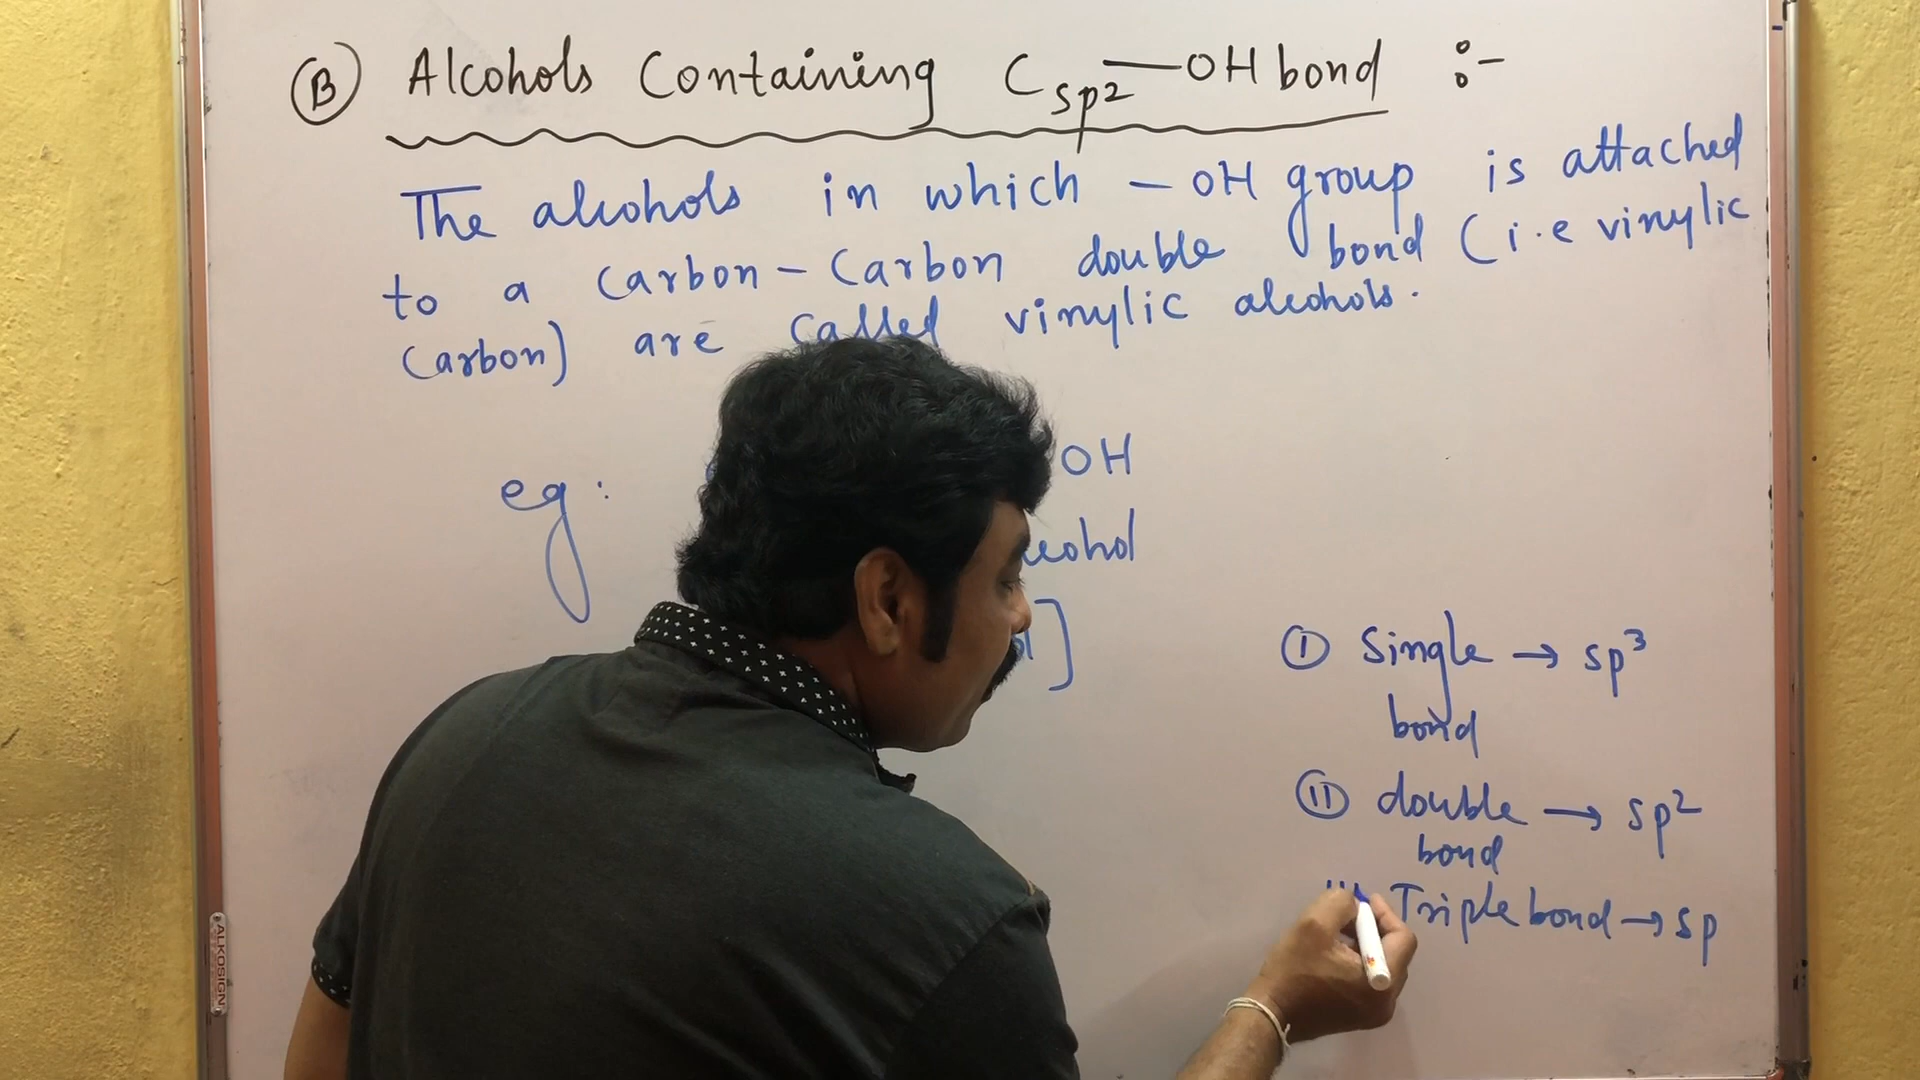 B Alcohols Containing Csp2—OH bond :-
The alcohols in which -OH group is attached
to a carbon-carbon double bond (i.e vinylic
carbon) are called vinylic alcohols.
eg: OH
]
I Single → sp³
bond
II double → sp²
bond
Triple bond → sp
ALKOSIGN